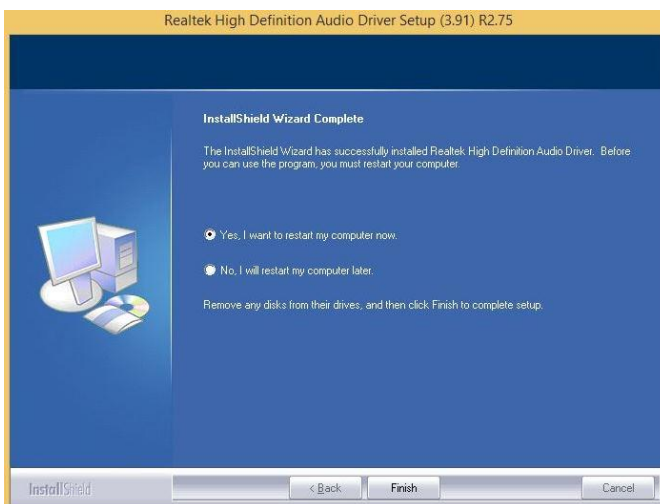 Realtek High Definition Audio Driver Setup (3.91) R2.75
InstallShield Wizard Complete
The InstallShield Wizard has successfully installed Realtek High Definition Audio Driver. Before
you can use the program, you must restart your computer.
Yes, I want to restart my computer now.
No, I will restart my computer later.
Remove any disks from their drives, and then click Finish to complete setup.
InstallShield
< Back
Finish
Cancel